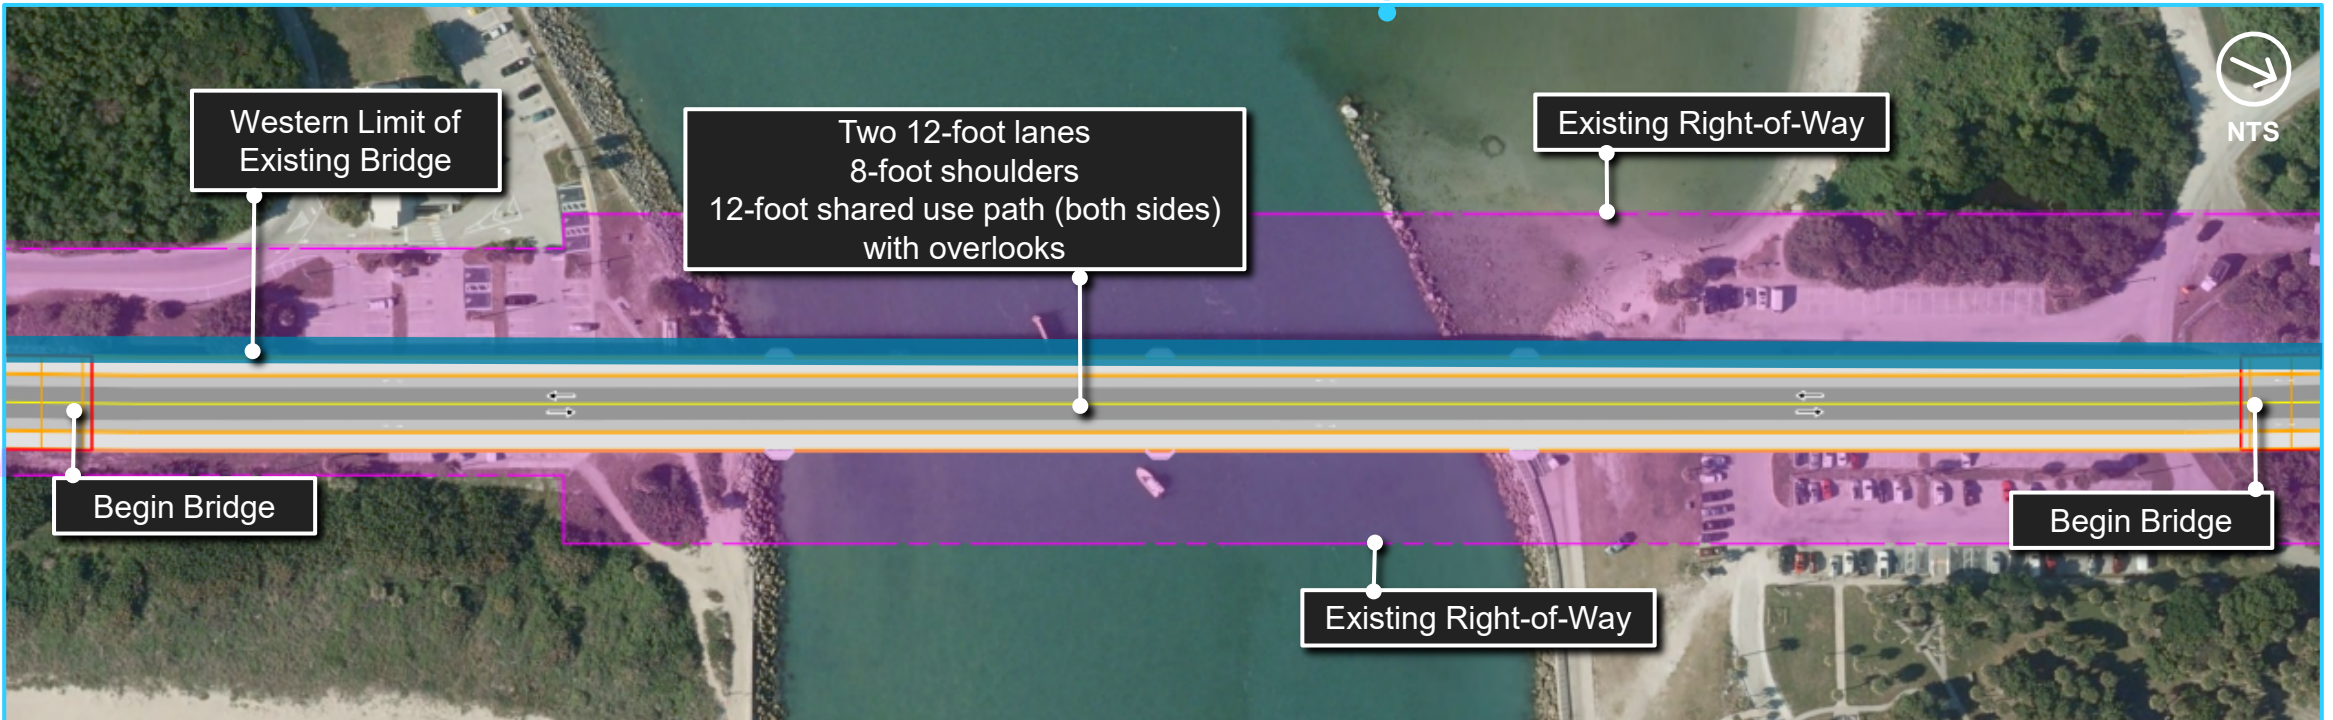 Western Limit of
Existing Bridge
Two 12-foot lanes
8-foot shoulders
12-foot shared use path (both sides)
with overlooks
Existing Right-of-Way
NTS
Begin Bridge
Begin Bridge
Existing Right-of-Way